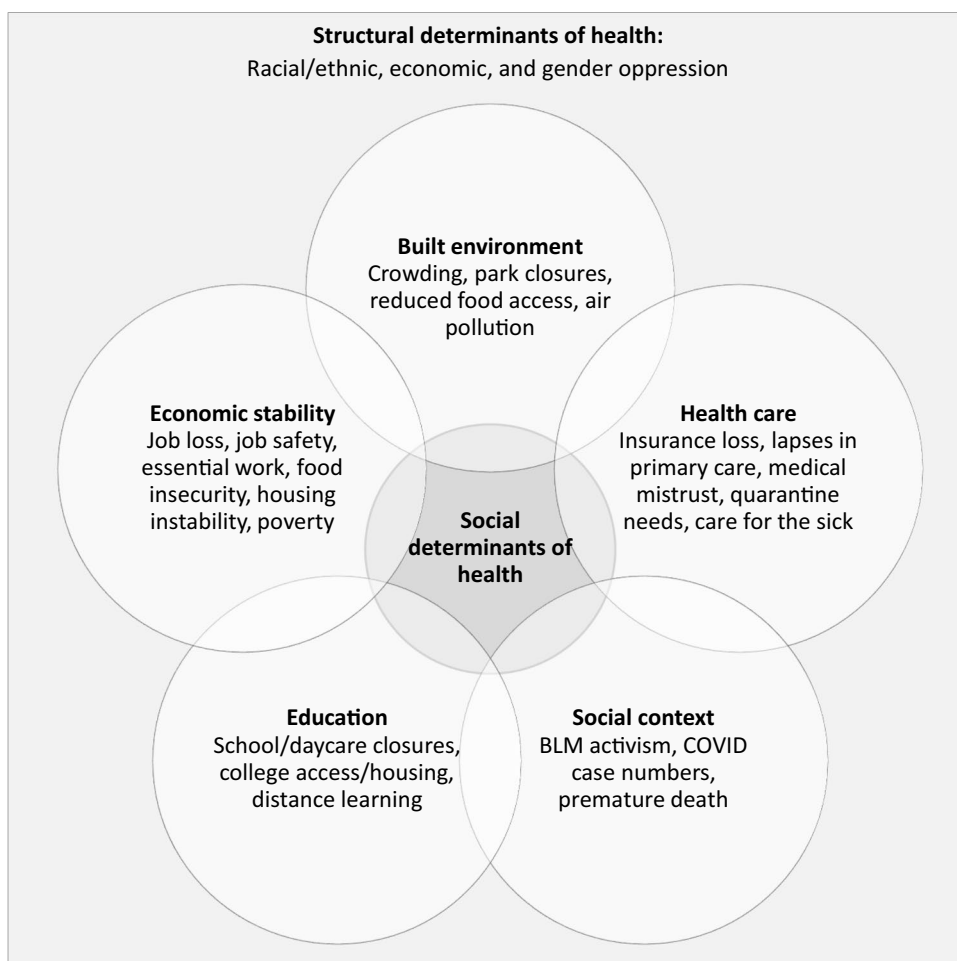 Structural determinants of health:
Racial/ethnic, economic, and gender oppression
Built environment
Crowding, park closures,
reduced food access, air
pollution
Economic stability
Job loss, job safety,
essential work, food
insecurity, housing
instability, poverty
Health care
Insurance loss, lapses in
primary care, medical
mistrust, quarantine
needs, care for the sick
Social
determinants of
health
Education
School/daycare closures,
college access/housing,
distance learning
Social context
BLM activism, COVID
case numbers,
premature death